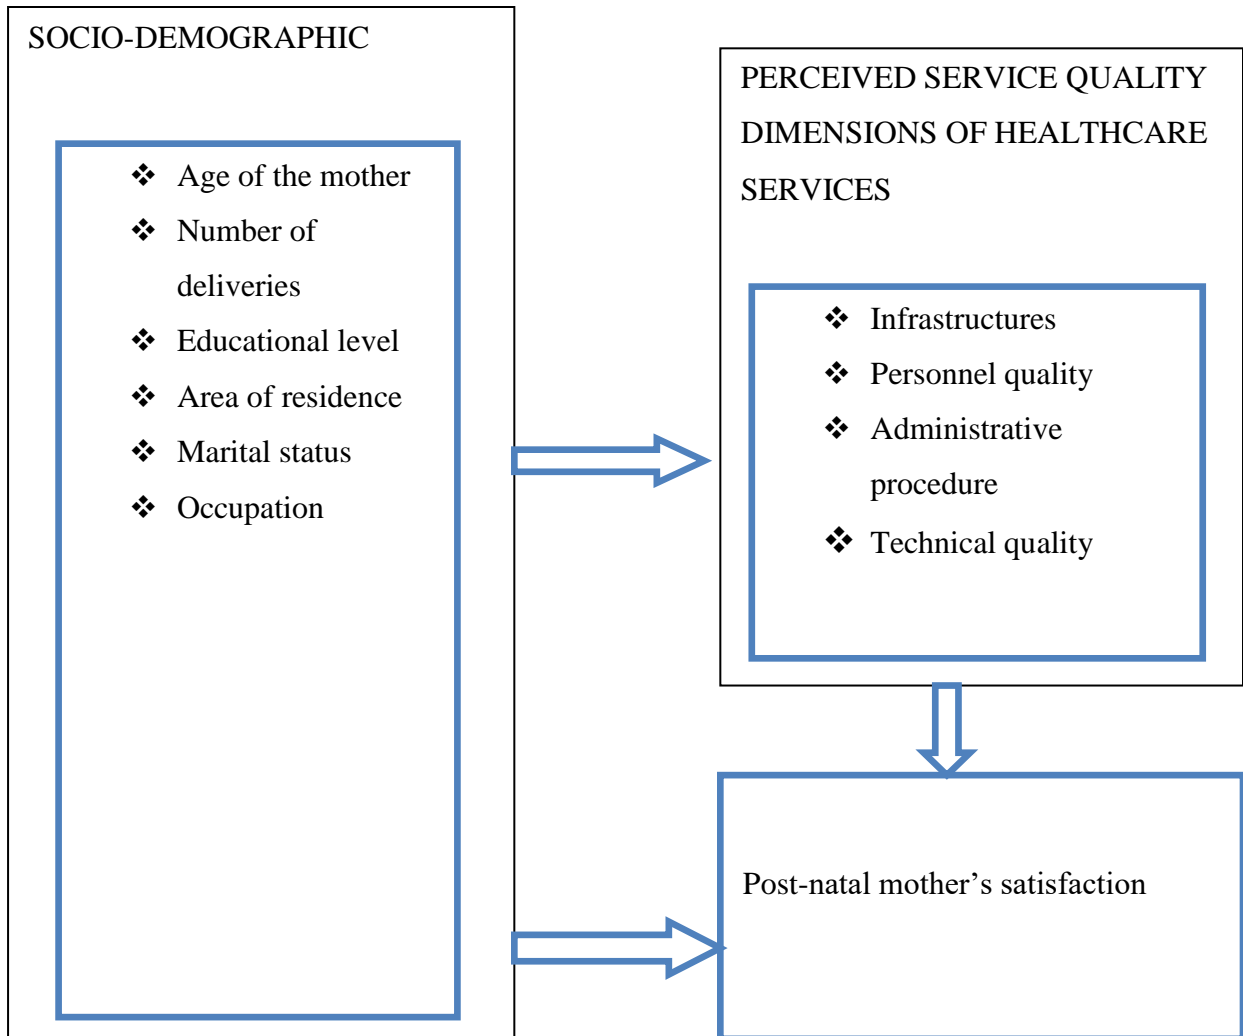 SOCIO-DEMOGRAPHIC
❖ Age of the mother
❖ Number of
deliveries
❖ Educational level
❖ Area of residence
❖ Marital status
❖ Occupation
PERCEIVED SERVICE QUALITY
DIMENSIONS OF HEALTHCARE
SERVICES
❖ Infrastructures
❖ Personnel quality
❖ Administrative
procedure
❖ Technical quality
Post-natal mother’s satisfaction